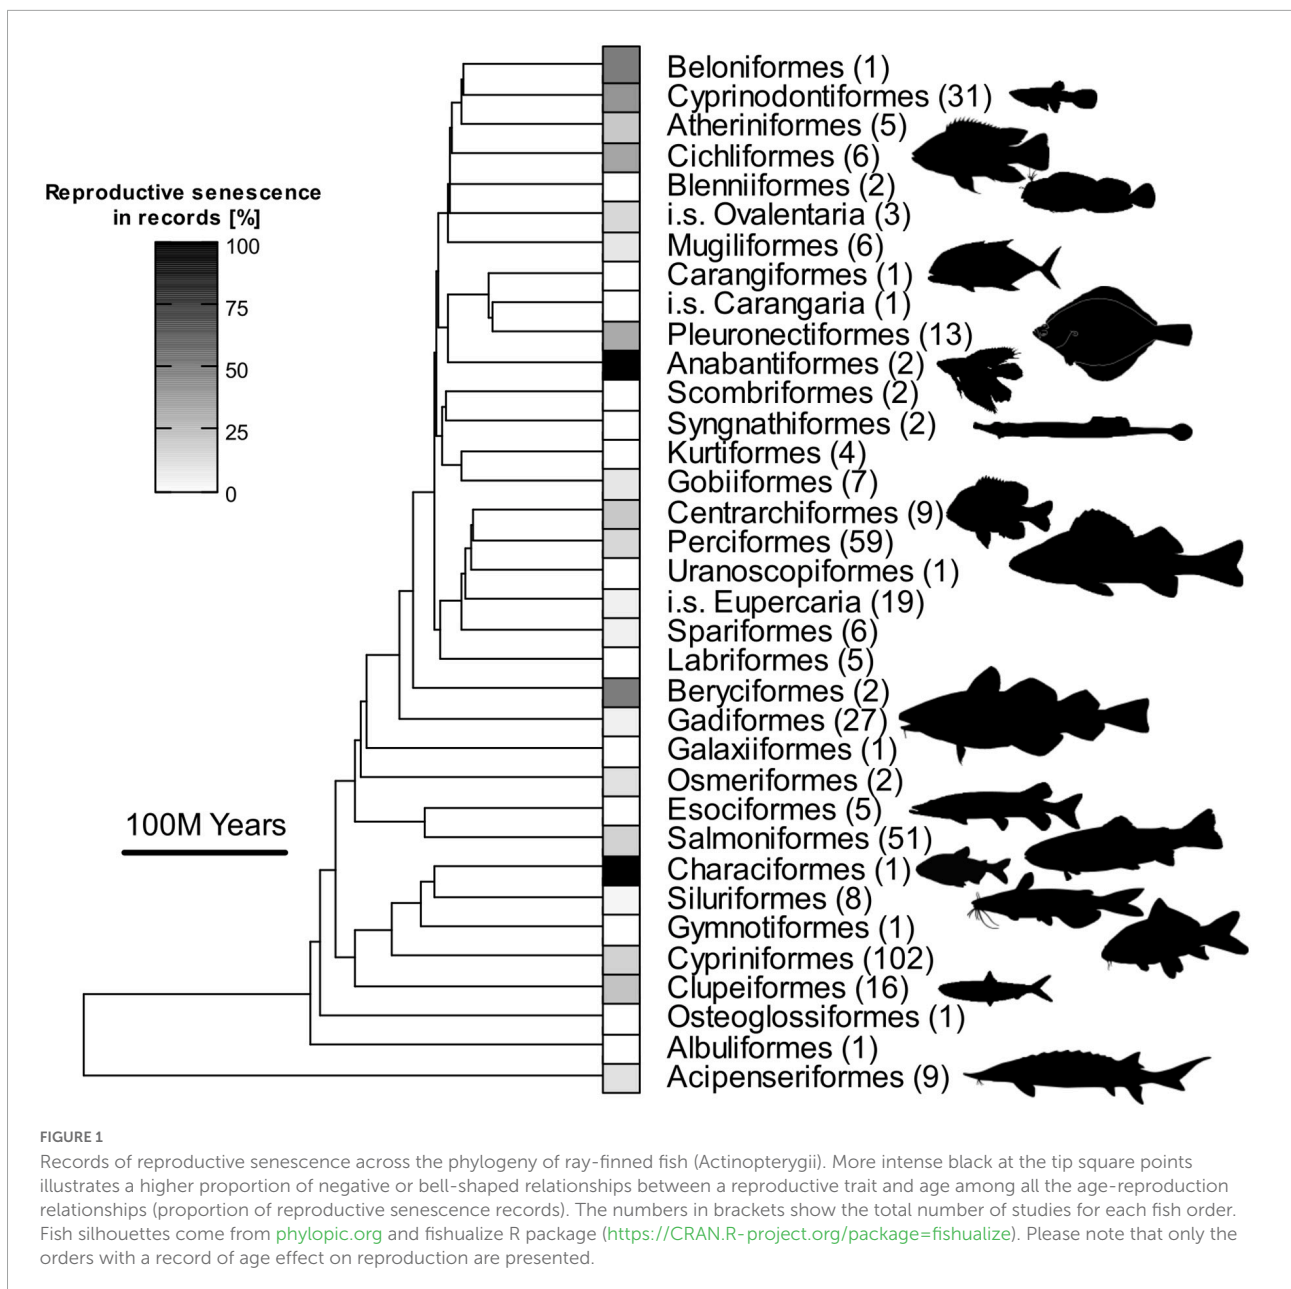 Beloniformes (1)
Cyprinodontiformes (31)
Atheriniformes (5)
Cichliformes (6)
Blenniiformes (2)
i.s. Ovalentaria (3)
Mugiliformes (6)
Carangiformes (1)
i.s. Carangaria (1)
Pleuronectiformes (13)
Anabantiformes (2)
Scombriformes (2)
Syngnathiformes (2)
Kurtiformes (4)
Gobiiformes (7)
Centrarchiformes (9)
Perciformes (59)
Uranoscopiformes (1)
i.s. Eupercaria (19)
Spariformes (6)
Labriformes (5)
Beryciformes (2)
Gadiformes (27)
Galaxiiformes (1)
Osmeriformes (2)
Esociformes (5)
Salmoniformes (51)
Characiformes (1)
Siluriformes (8)
Gymnotiformes (1)
Cypriniformes (102)
Clupeiformes (16)
Osteoglossiformes (1)
Albuliformes (1)
Acipenseriformes (9)
Reproductive senescence
in records [%]
100
75
50
25
0
100M Years
FIGURE 1
Records of reproductive senescence across the phylogeny of ray-finned fish (Actinopterygii). More intense black at the tip square points
illustrates a higher proportion of negative or bell-shaped relationships between a reproductive trait and age among all the age-reproduction
relationships (proportion of reproductive senescence records). The numbers in brackets show the total number of studies for each fish order.
Fish silhouettes come from phylopic.org and fishualize R package (https://CRAN.R-project.org/package=fishualize). Please note that only the
orders with a record of age effect on reproduction are presented.